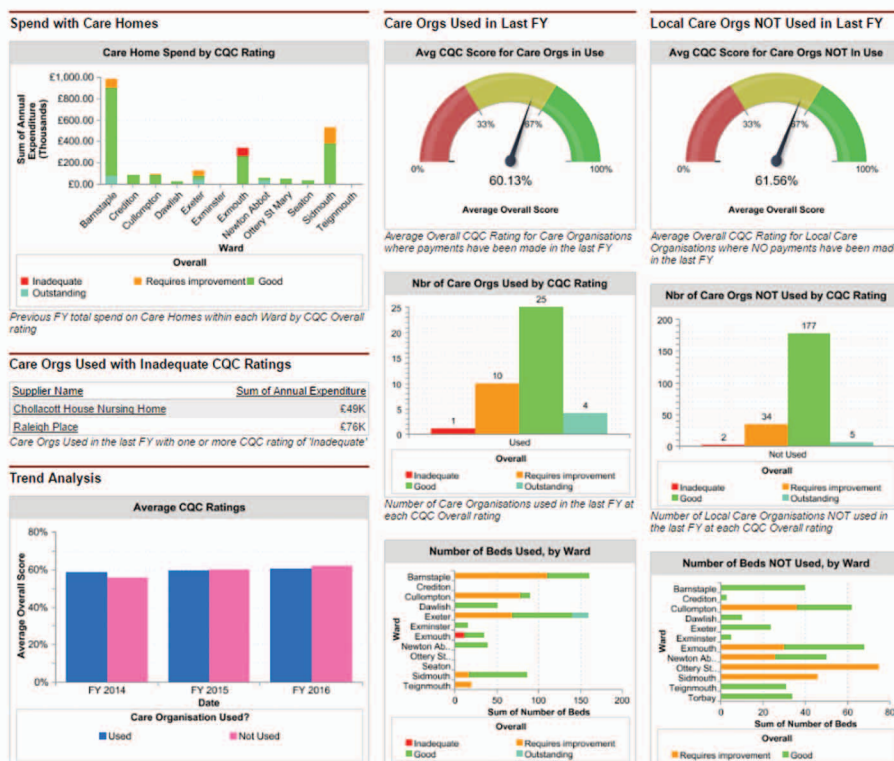 Spend with Care Homes
Care Home Spend by CQC Rating
Sum of Annual
Expenditure
(Thousands)
£1,000.00
£800.00
£600.00
£400.00
£200.00
£0.00
Barnstaple
Crediton
Cullompton
Dawlish
Exeter
Exminster
Exmouth
Newton Abbot
Ottery St Mary
Seaton
Sidmouth
Teignmouth
Ward
Overall
Inadequate
Requires improvement
Good
Outstanding
Previous FY total spend on Care Homes within each Ward by CQC Overall
rating
Care Orgs Used with Inadequate CQC Ratings
Supplier Name Sum of Annual Expenditure
Chollacott House Nursing Home £49K
Raleigh Place £76K
Care Orgs Used in the last FY with one or more CQC rating of 'Inadequate'
Trend Analysis
Average CQC Ratings
Average Overall Score
80%
60%
40%
20%
0%
FY 2014
FY 2015
FY 2016
Date
Care Organisation Used?
Used
Not Used
Care Orgs Used in Last FY
Avg CQC Score for Care Orgs in Use
0%
33%
67%
100%
60.13%
Average Overall Score
Average Overall CQC Rating for Care Organisations
where payments have been made in the last FY
Nbr of Care Orgs Used by CQC Rating
25
20
15
10
5
0
1
10
25
4
Used
Overall
Inadequate
Requires improvement
Good
Outstanding
Number of Care Organisations used in the last FY at
each CQC Overall rating
Number of Beds Used, by Ward
Ward
Barnstaple
Crediton
Cullompton
Dawlish
Exeter
Exminster
Exmouth
Newton Ab...
Ottery St...
Seaton
Sidmouth
Teignmouth
0
50
100
150
200
Sum of Number of Beds
Overall
Inadequate
Requires improvement
Good
Outstanding
Local Care Orgs NOT Used in Last FY
Avg CQC Score for Care Orgs NOT In Use
0%
33%
67%
100%
61.56%
Average Overall Score
Average Overall CQC Rating for Local Care
Organisations where NO payments have been made
in the last FY
Nbr of Care Orgs NOT Used by CQC Rating
200
150
100
50
0
2
34
177
5
Not Used
Overall
Inadequate
Requires improvement
Good
Outstanding
Number of Local Care Organisations NOT used in
the last FY at each CQC Overall rating
Number of Beds NOT Used, by Ward
Ward
Barnstaple
Crediton
Cullompton
Dawlish
Exeter
Exminster
Exmouth
Newton Ab...
Ottery St...
Sidmouth
Teignmouth
Torbay
0
20
40
60
80
Sum of Number of Beds
Overall
Requires improvement
Good